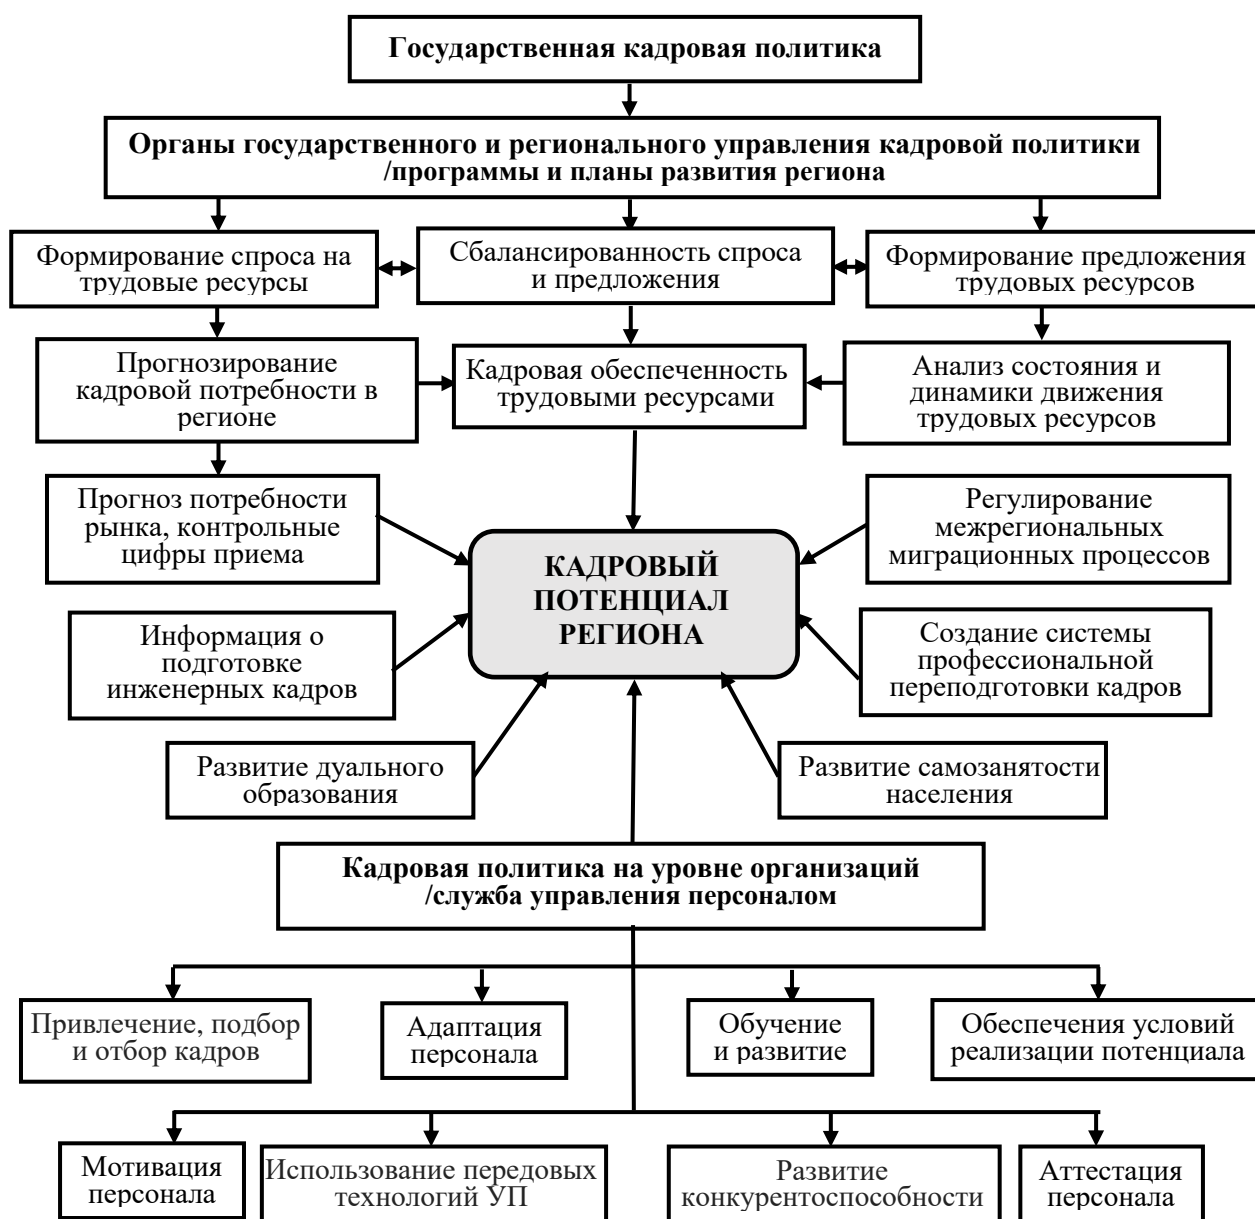 Государственная кадровая политика
Органы государственного и регионального управления кадровой политики
/программы и планы развития региона
Формирование спроса на
трудовые ресурсы
Сбалансированность спроса
и предложения
Формирование предложения
трудовых ресурсов
Прогнозирование
кадровой потребности в
регионе
Кадровая обеспеченность
трудовыми ресурсами
Анализ состояния и
динамики движения
трудовых ресурсов
Прогноз потребности
рынка, контрольные
цифры приема
Регулирование
межрегиональных
миграционных процессов
КАДРОВЫЙ
ПОТЕНЦИАЛ
РЕГИОНА
Информация о
подготовке
инженерных кадров
Создание системы
профессиональной
переподготовки кадров
Развитие дуального
образования
Развитие самозанятости
населения
Кадровая политика на уровне организаций
/служба управления персоналом
Привлечение, подбор
и отбор кадров
Адаптация
персонала
Обучение
и развитие
Обеспечения условий
реализации потенциала
Мотивация
персонала
Использование передовых
технологий УП
Развитие
конкурентоспособности
Аттестация
персонала